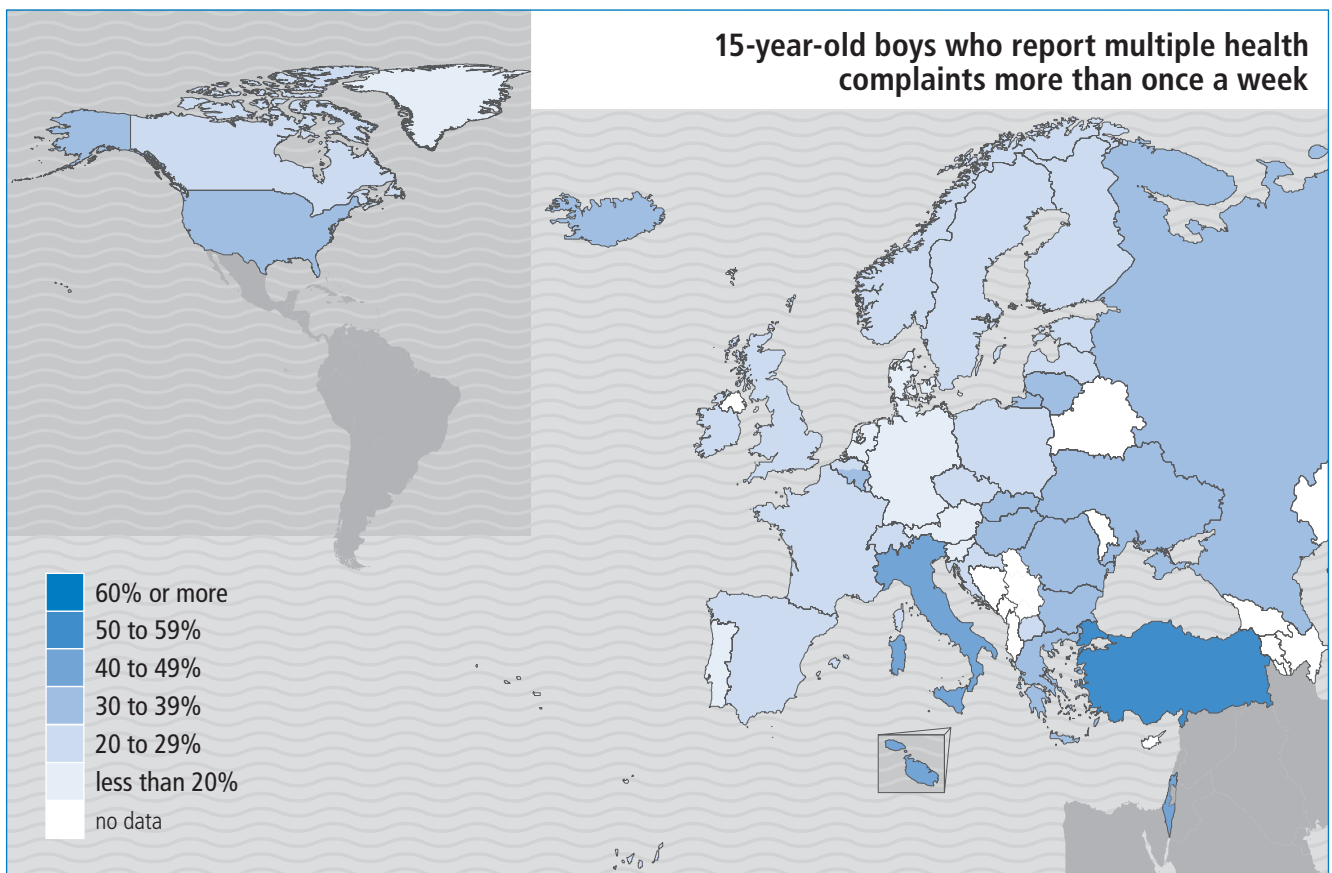 15-year-old boys who report multiple health
complaints more than once a week
60% or more
50 to 59%
40 to 49%
30 to 39%
20 to 29%
less than 20%
no data